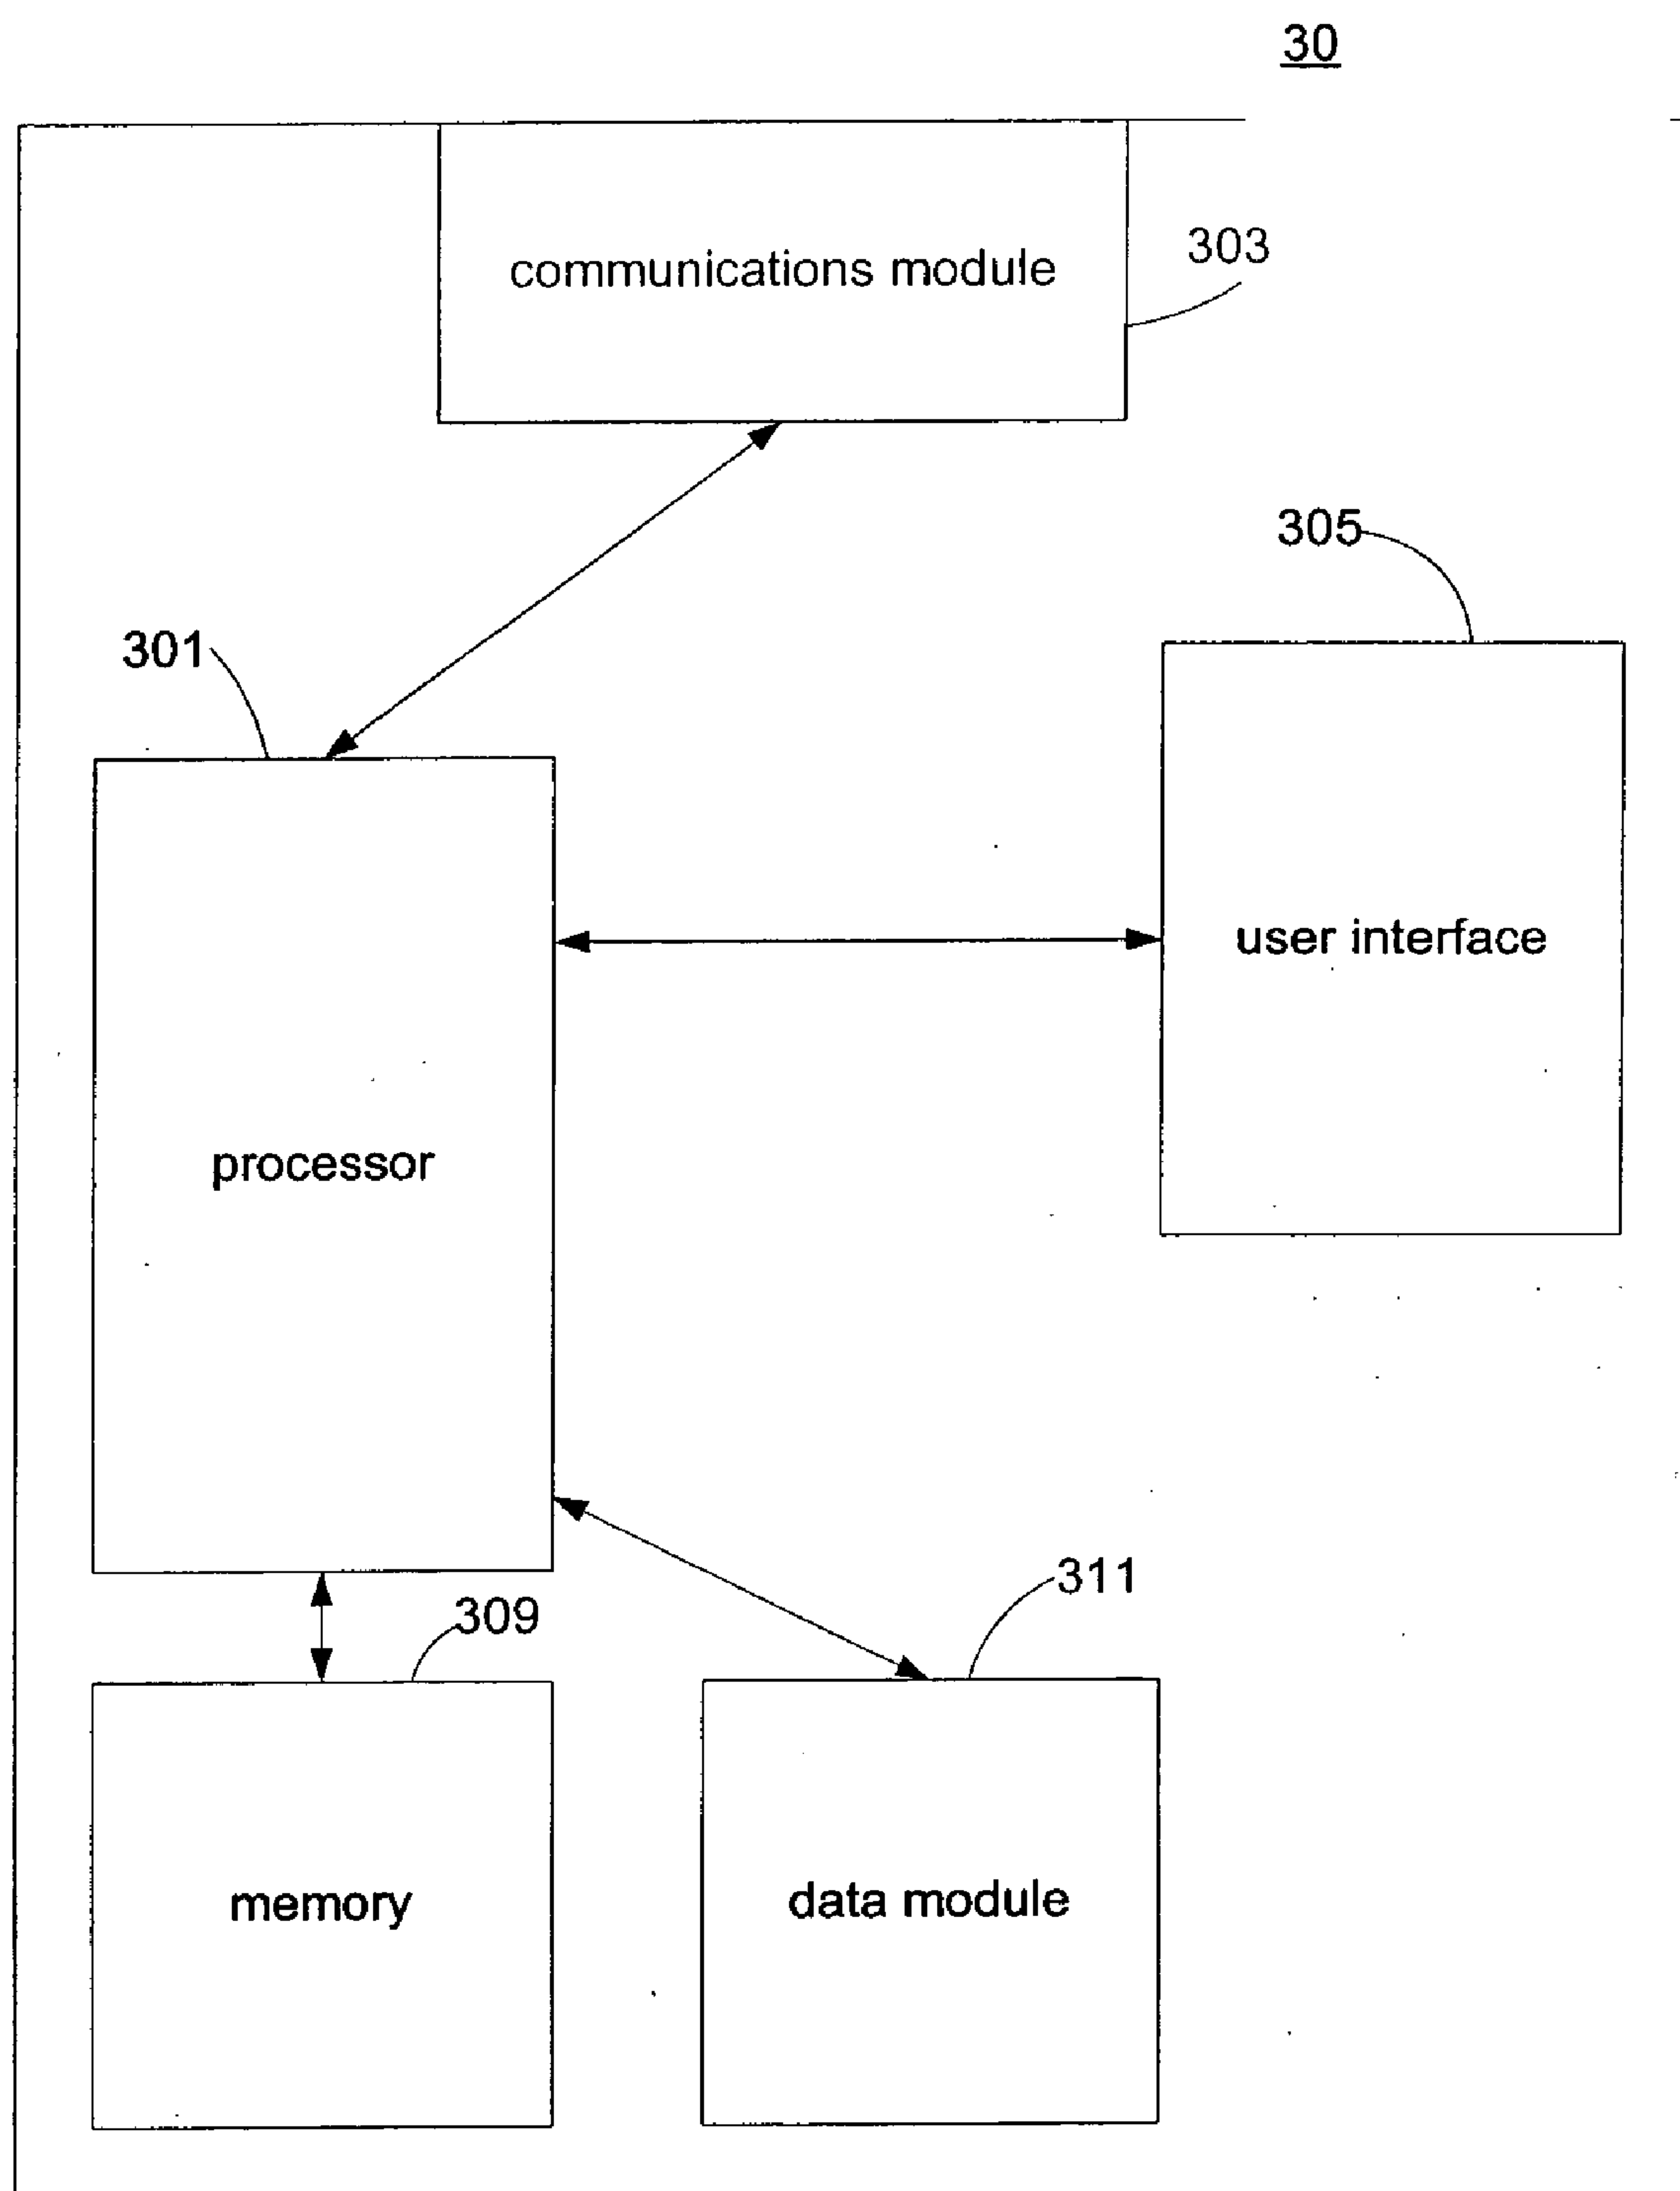 30
communications module
303
305
301
user interface
processor
311
309
memory
data module